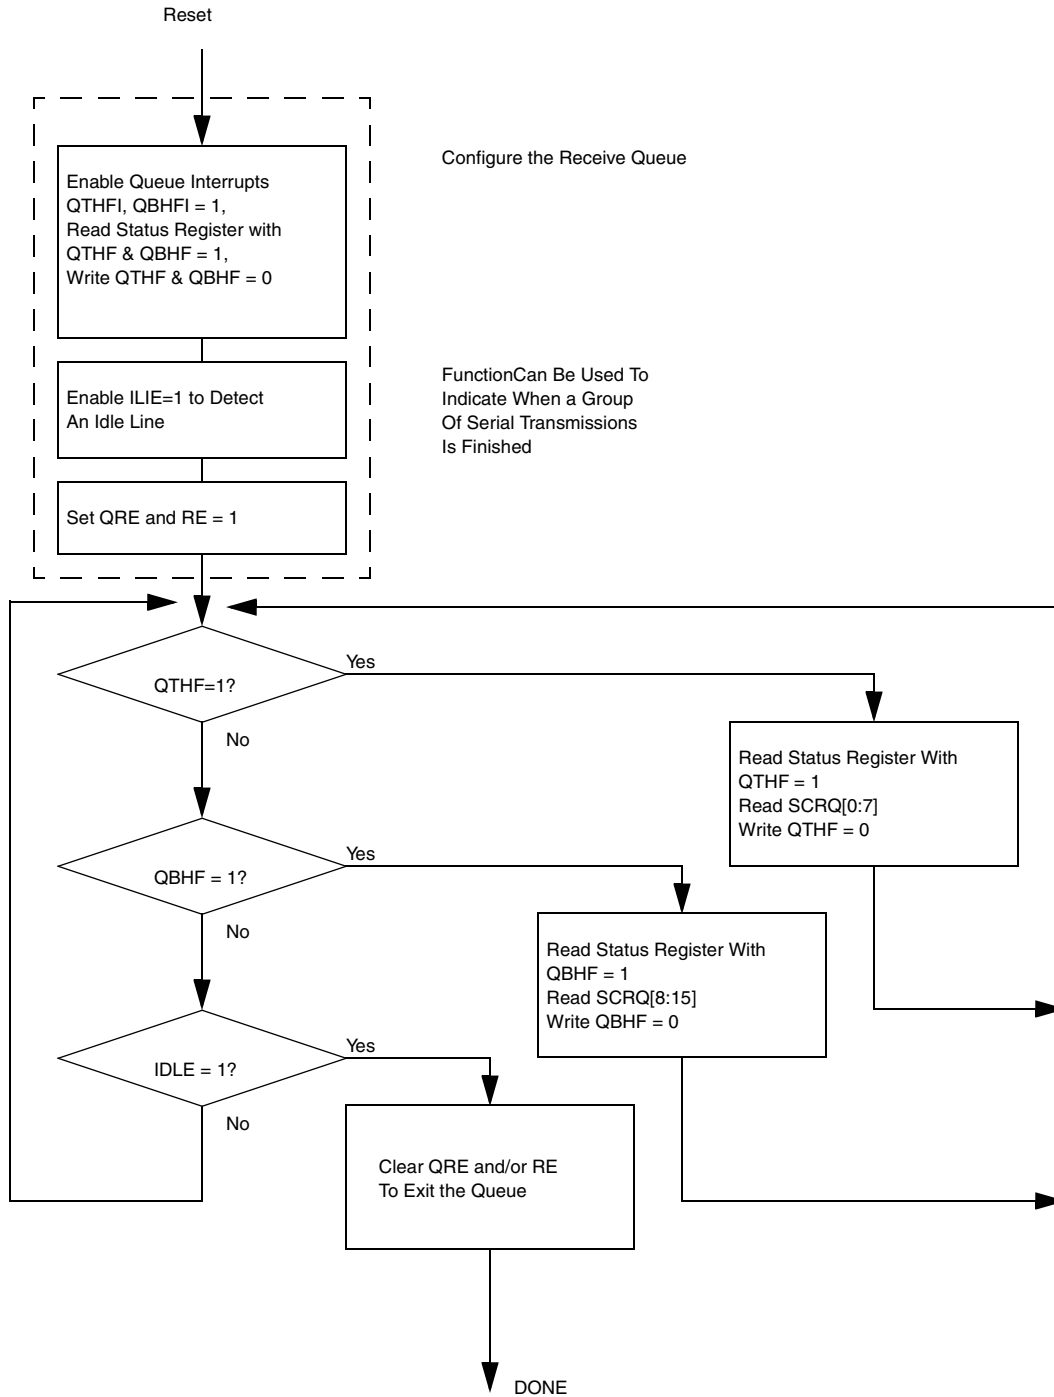 Reset
Configure the Receive Queue
Enable Queue Interrupts
QTHFI, QBHFI = 1,
Read Status Register with
QTHF & QBHF = 1,
Write QTHF & QBHF = 0
Enable ILIE=1 to Detect
An Idle Line
FunctionCan Be Used To
Indicate When a Group
Of Serial Transmissions
Is Finished
Set QRE and RE = 1
QTHF=1?
Yes
No
Read Status Register With
QTHF = 1
Read SCRQ[0:7]
Write QTHF = 0
QBHF = 1?
Yes
No
Read Status Register With
QBHF = 1
Read SCRQ[8:15]
Write QBHF = 0
IDLE = 1?
Yes
No
Clear QRE and/or RE
To Exit the Queue
DONE